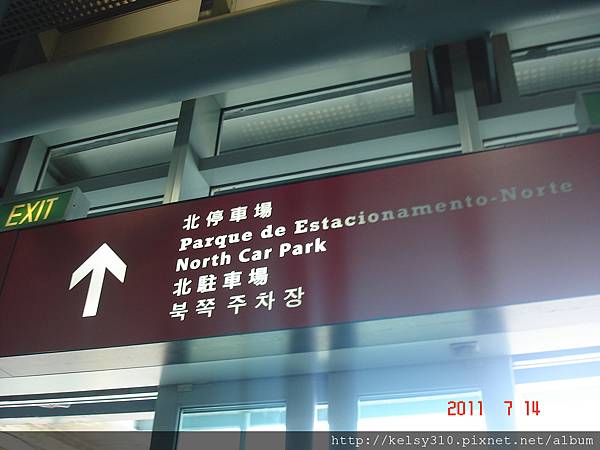 EXIT
北停車場
Parque de Estacionamento-Norte
North Car Park
北駐車場
북쪽 주차장
2011 7 14
http://kelsy310.pixnet.net/album